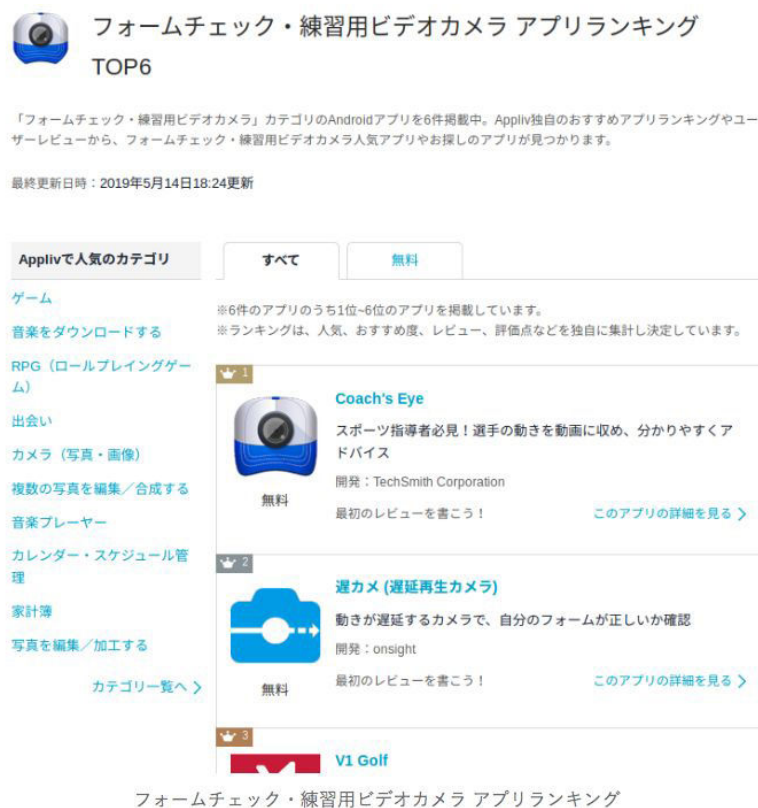 フォームチェック・練習用ビデオカメラ アプリランキング
TOP6
「フォームチェック・練習用ビデオカメラ」カテゴリのAndroidアプリを6件掲載中。Appliv独自のおすすめアプリランキングやユー
ザーレビューから、フォームチェック・練習用ビデオカメラ人気アプリやお探しのアプリが見つかります。
最終更新日時：2019年5月14日18:24更新
Applivで人気のカテゴリ
ゲーム
音楽をダウンロードする
RPG（ロールプレイングゲー
ム）
出会い
カメラ（写真・画像）
複数の写真を編集／合成する
音楽プレーヤー
カレンダー・スケジュール管
理
家計簿
写真を編集／加工する
カテゴリ一覧へ
すべて
無料
※6件のアプリのうち1位~6位のアプリを掲載しています。
※ランキングは、人気、おすすめ度、レビュー、評価点などを独自に集計し決定しています。
1
Coach's Eye
スポーツ指導者必見！選手の動きを動画に収め、分かりやすくア
ドバイス
開発：TechSmith Corporation
無料
最初のレビューを書こう！
このアプリの詳細を見る
2
遅カメ (遅延再生カメラ)
動きが遅延するカメラで、自分のフォームが正しいか確認
開発：onsight
無料
最初のレビューを書こう！
このアプリの詳細を見る
3
V1 Golf
フォームチェック・練習用ビデオカメラ アプリランキング